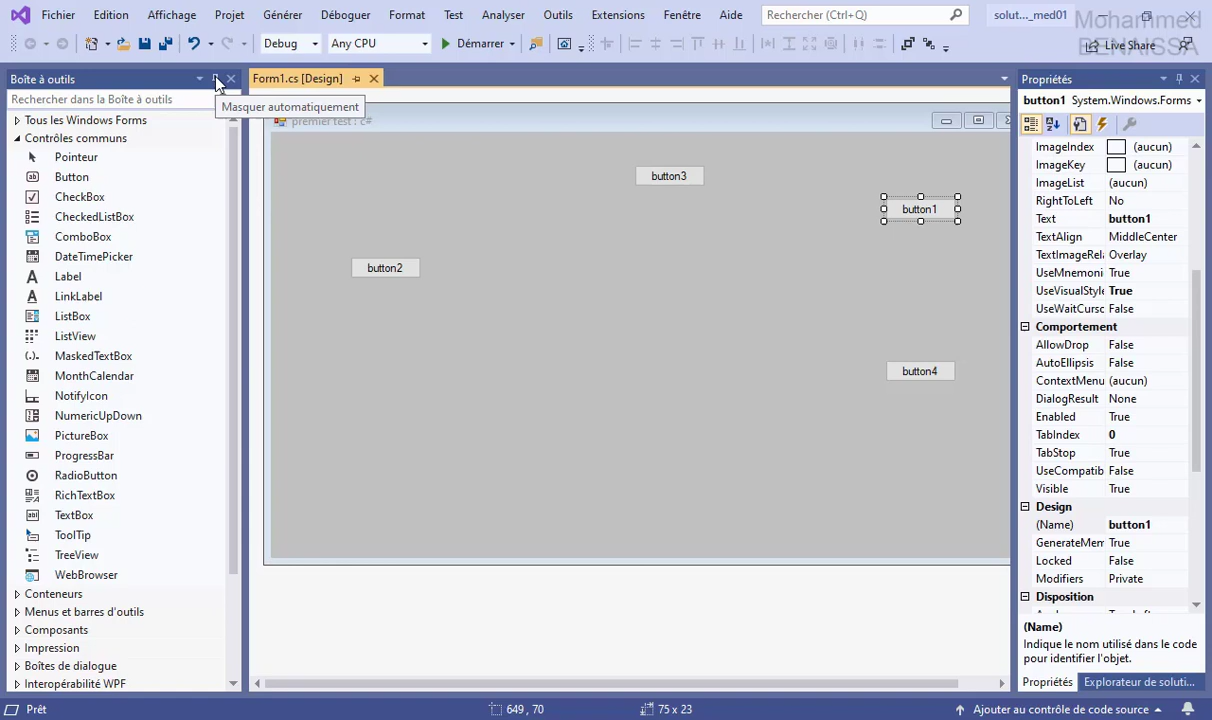 Fichier Edition Affichage Projet Générer Déboguer Format Test Analyser Outils Extensions Fenêtre Aide Rechercher (Ctrl+Q) solut..._med01
Mohammed
BENAISSA
Debug Any CPU Démarrer Live Share
Boîte à outils
Rechercher dans la Boîte à outils
Masquer automatiquement
Tous les Windows Forms
Contrôles communs
Pointeur
Button
CheckBox
CheckedListBox
ComboBox
DateTimePicker
Label
LinkLabel
ListBox
ListView
MaskedTextBox
MonthCalendar
NotifyIcon
NumericUpDown
PictureBox
ProgressBar
RadioButton
RichTextBox
TextBox
ToolTip
TreeView
WebBrowser
Conteneurs
Menus et barres d'outils
Composants
Impression
Boîtes de dialogue
Interopérabilité WPF
Form1.cs [Design]
premier test : c#
button3
button1
button2
button4
Propriétés
button1 System.Windows.Forms
ImageIndex (aucun)
ImageKey (aucun)
ImageList (aucun)
RightToLeft No
Text button1
TextAlign MiddleCenter
TextImageRela Overlay
UseMnemoni True
UseVisualStyle True
UseWaitCursc False
Comportement
AllowDrop False
AutoEllipsis False
ContextMenu (aucun)
DialogResult None
Enabled True
TabIndex 0
TabStop True
UseCompatib False
Visible True
Design
(Name) button1
GenerateMem True
Locked False
Modifiers Private
Disposition
(Name)
Indique le nom utilisé dans le code
pour identifier l'objet.
Propriétés Explorateur de soluti...
Prêt 649 , 70 75 x 23 Ajouter au contrôle de code source